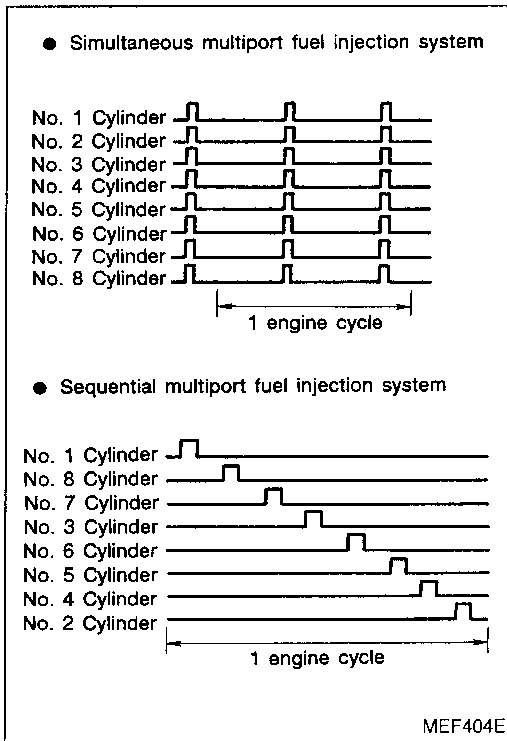 ● Simultaneous multiport fuel injection system
No. 1 Cylinder
No. 2 Cylinder
No. 3 Cylinder
No. 4 Cylinder
No. 5 Cylinder
No. 6 Cylinder
No. 7 Cylinder
No. 8 Cylinder
1 engine cycle
● Sequential multiport fuel injection system
No. 1 Cylinder
No. 8 Cylinder
No. 7 Cylinder
No. 3 Cylinder
No. 6 Cylinder
No. 5 Cylinder
No. 4 Cylinder
No. 2 Cylinder
1 engine cycle
MEF404E